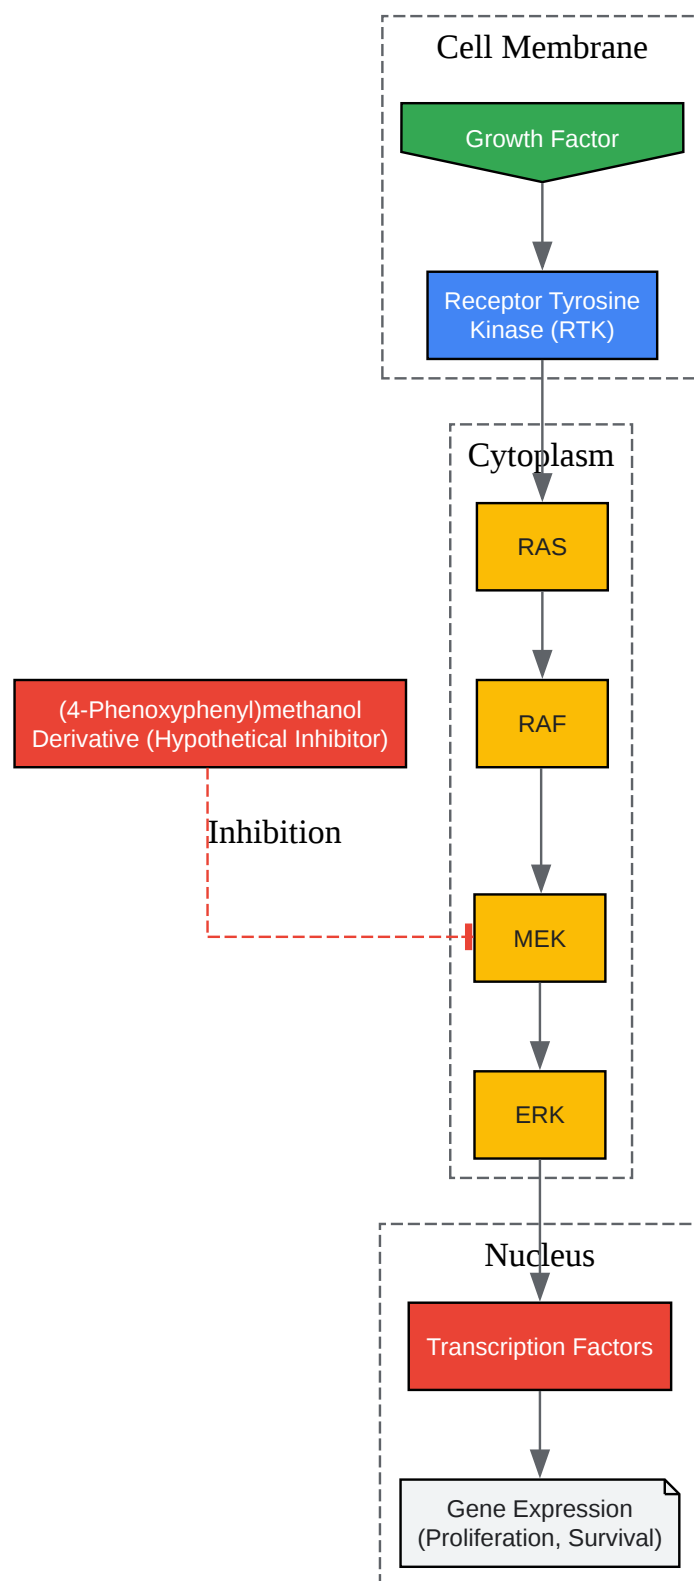 Cell Membrane
Growth Factor
Receptor Tyrosine
Kinase (RTK)
Cytoplasm
RAS
(4-Phenoxyphenyl)methanol
Derivative (Hypothetical Inhibitor)
RAF
Inhibition
MEK
ERK
Nucleus
Transcription Factors
Gene Expression
(Proliferation, Survival)